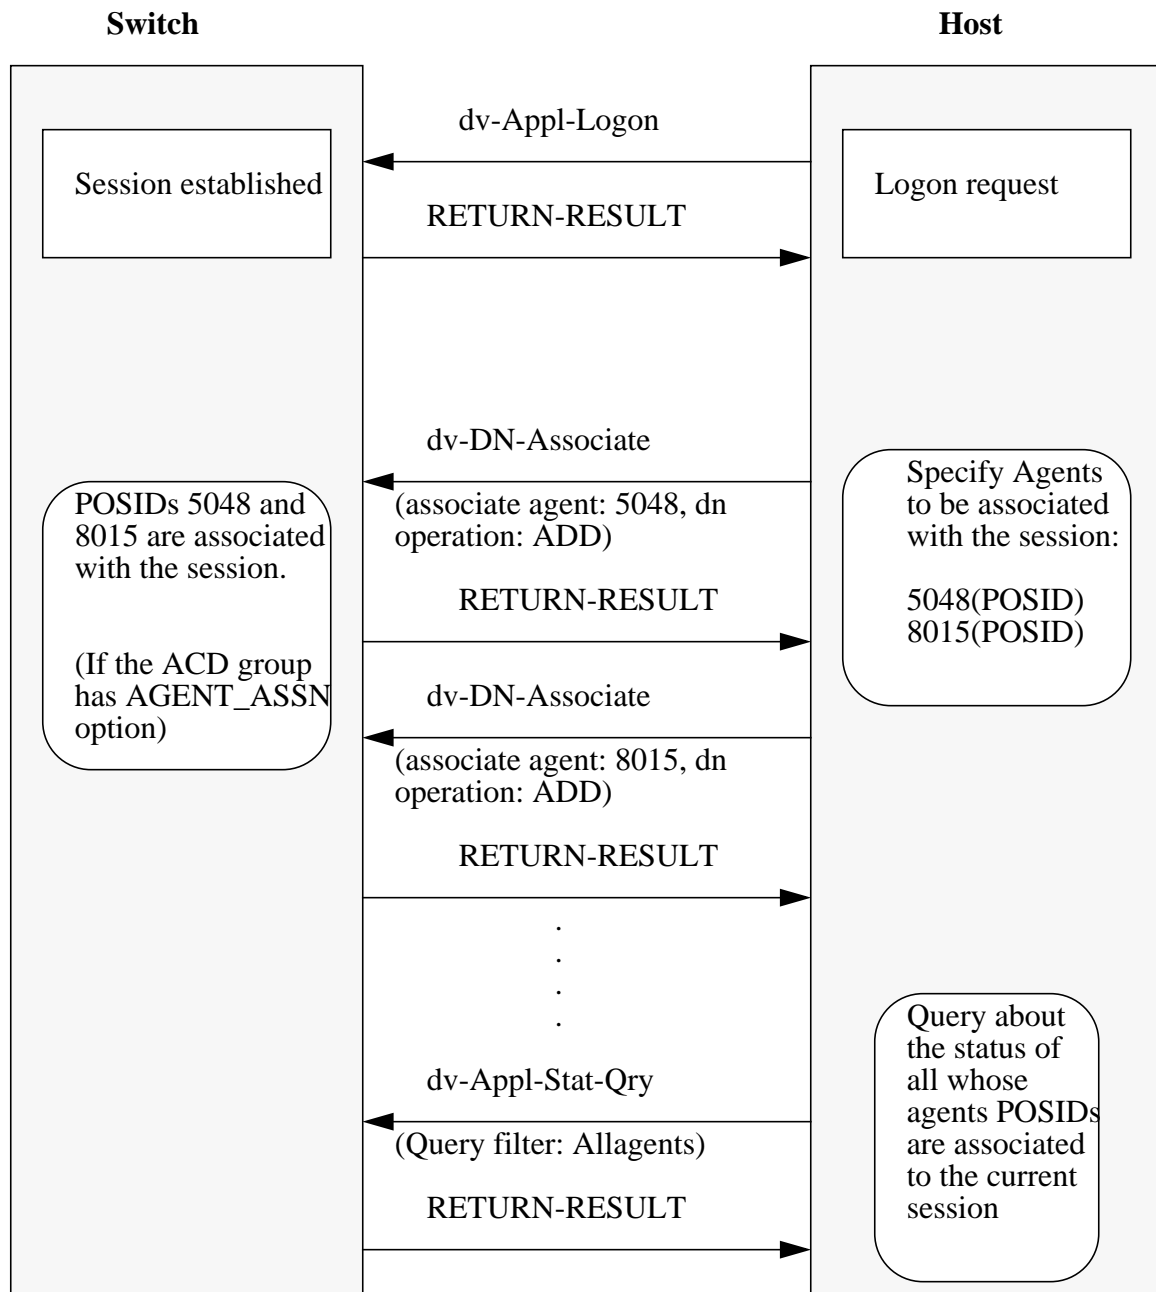 Switch
Host
dv-Appl-Logon
Session established
Logon request
RETURN-RESULT
dv-DN-Associate
Specify Agents
to be associated
with the session:
5048(POSID)
8015(POSID)
POSIDs 5048 and
8015 are associated
with the session.
(If the ACD group
has AGENT_ASSN
option)
(associate agent: 5048, dn
operation: ADD)
RETURN-RESULT
dv-DN-Associate
(associate agent: 8015, dn
operation: ADD)
RETURN-RESULT
.
.
.
.
Query about
the status of
all whose
agents POSIDs
are associated
to the current
session
dv-Appl-Stat-Qry
(Query filter: Allagents)
RETURN-RESULT